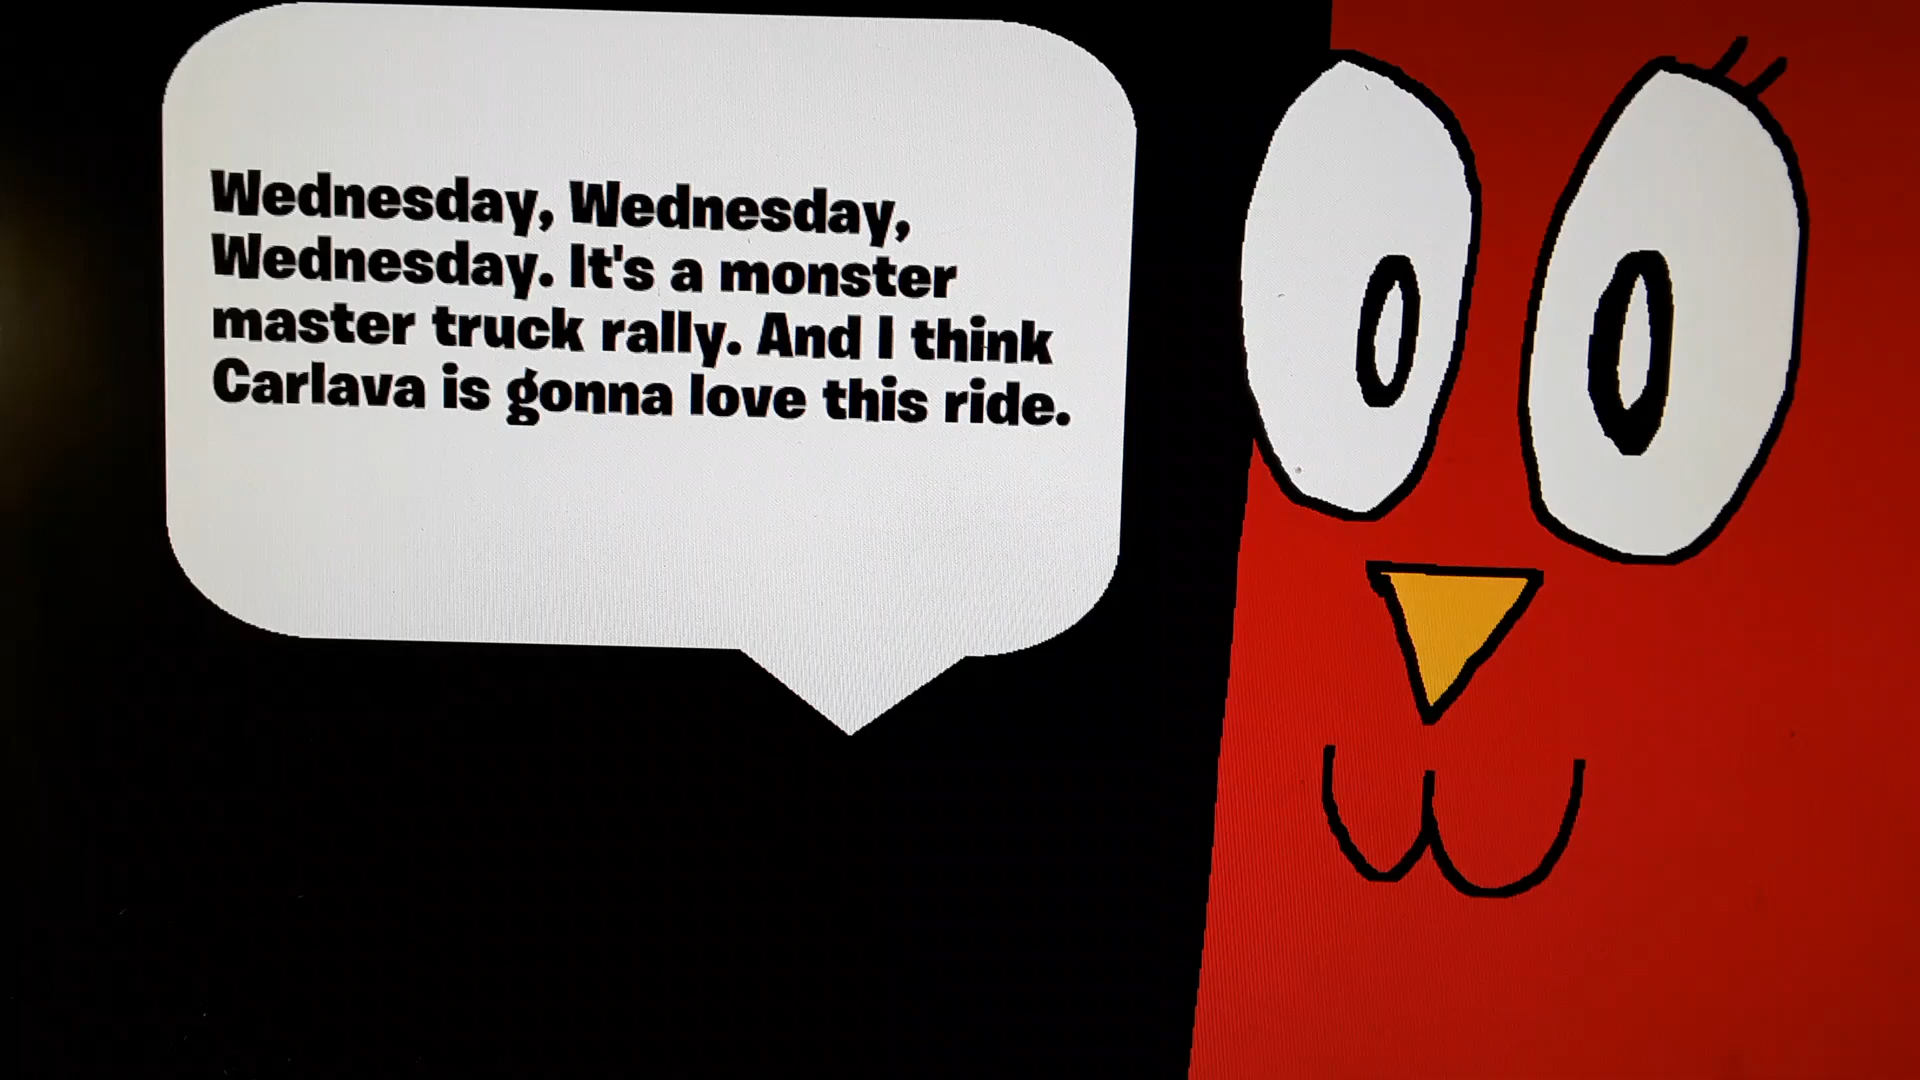 Wednesday, Wednesday,
Wednesday. It's a monster
master truck rally. And I think
Carlava is gonna love this ride.